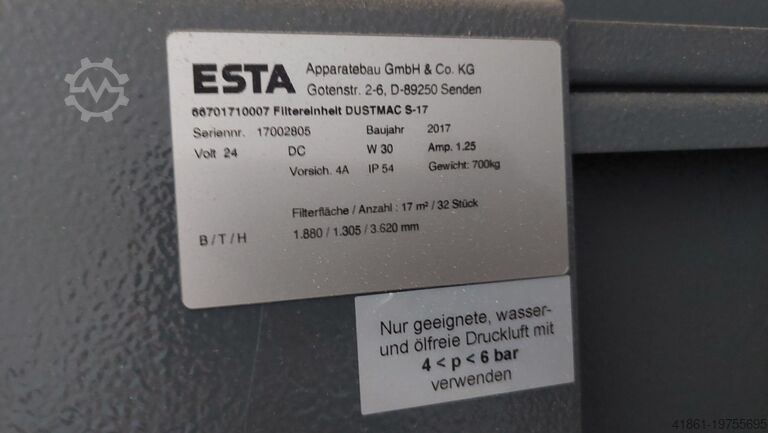 ESTA Apparatebau GmbH & Co. KG
Gotenstr. 2-6, D-89250 Senden
66701710007 Filtereinheit DUSTMAC S-17
Seriennr. 17002805 Baujahr 2017
Volt 24 DC W 30 Amp. 1.25
Vorsich. 4A IP 54 Gewicht: 700kg
Filterfläche / Anzahl : 17 m² / 32 Stück
B / T / H 1.880 / 1.305 / 3.620 mm
Nur geeignete, wasser-
und ölfreie Druckluft mit
4 < p < 6 bar
verwenden
41861-19755695